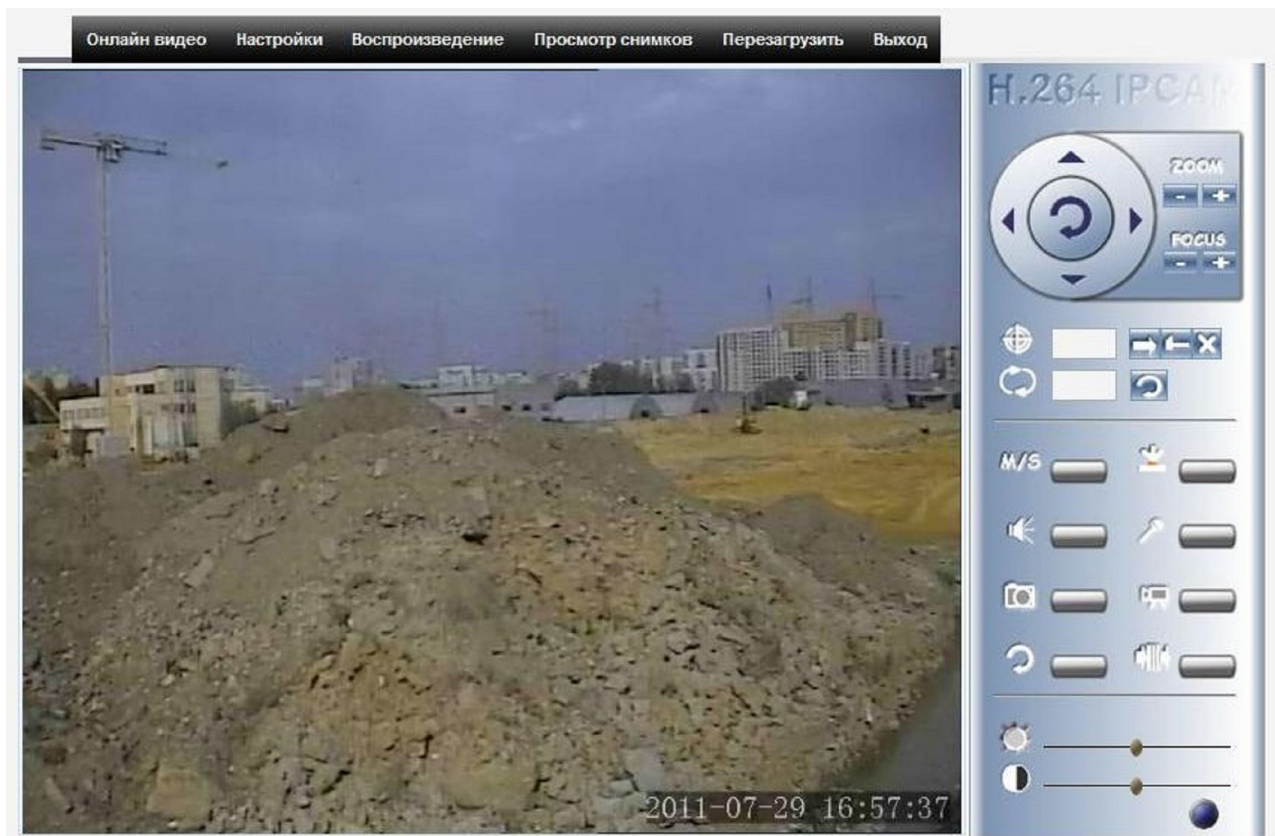 Онлайн видео Настройки Воспроизведение Просмотр снимков Перезагрузить Выход
H.264 IPCAM
ZOOM
- +
FOCUS
- +
M/S
2011-07-29 16:57:37